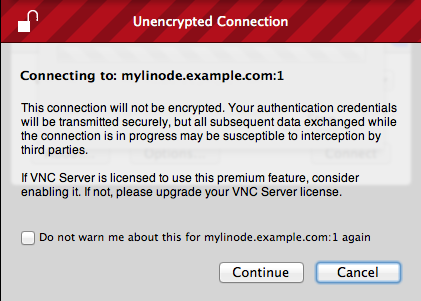 Unencrypted Connection
Connecting to: mylinode.example.com:1
This connection will not be encrypted. Your authentication credentials
will be transmitted securely, but all subsequent data exchanged while
the connection is in progress may be susceptible to interception by
third parties.
If VNC Server is licensed to use this premium feature, consider
enabling it. If not, please upgrade your VNC Server license.
Do not warn me about this for mylinode.example.com:1 again
Continue
Cancel